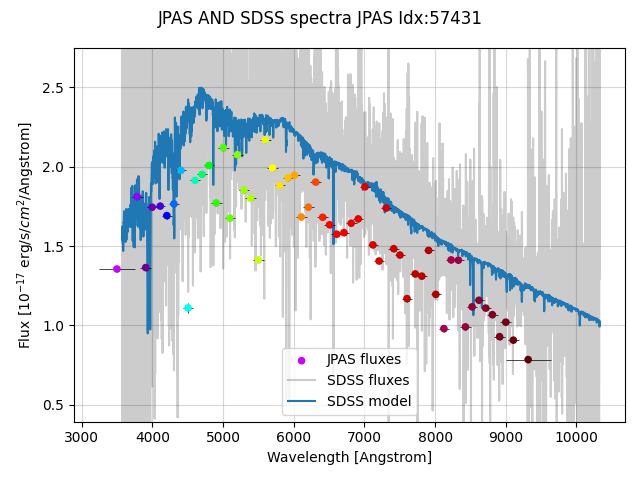 JPAS AND SDSS spectra JPAS Idx:57431
Flux [10⁻¹⁷ erg/s/cm²/Angstrom]
2.5
2.0
1.5
1.0
0.5
3000 4000 5000 6000 7000 8000 9000 10000
Wavelength [Angstrom]
JPAS fluxes
SDSS fluxes
SDSS model